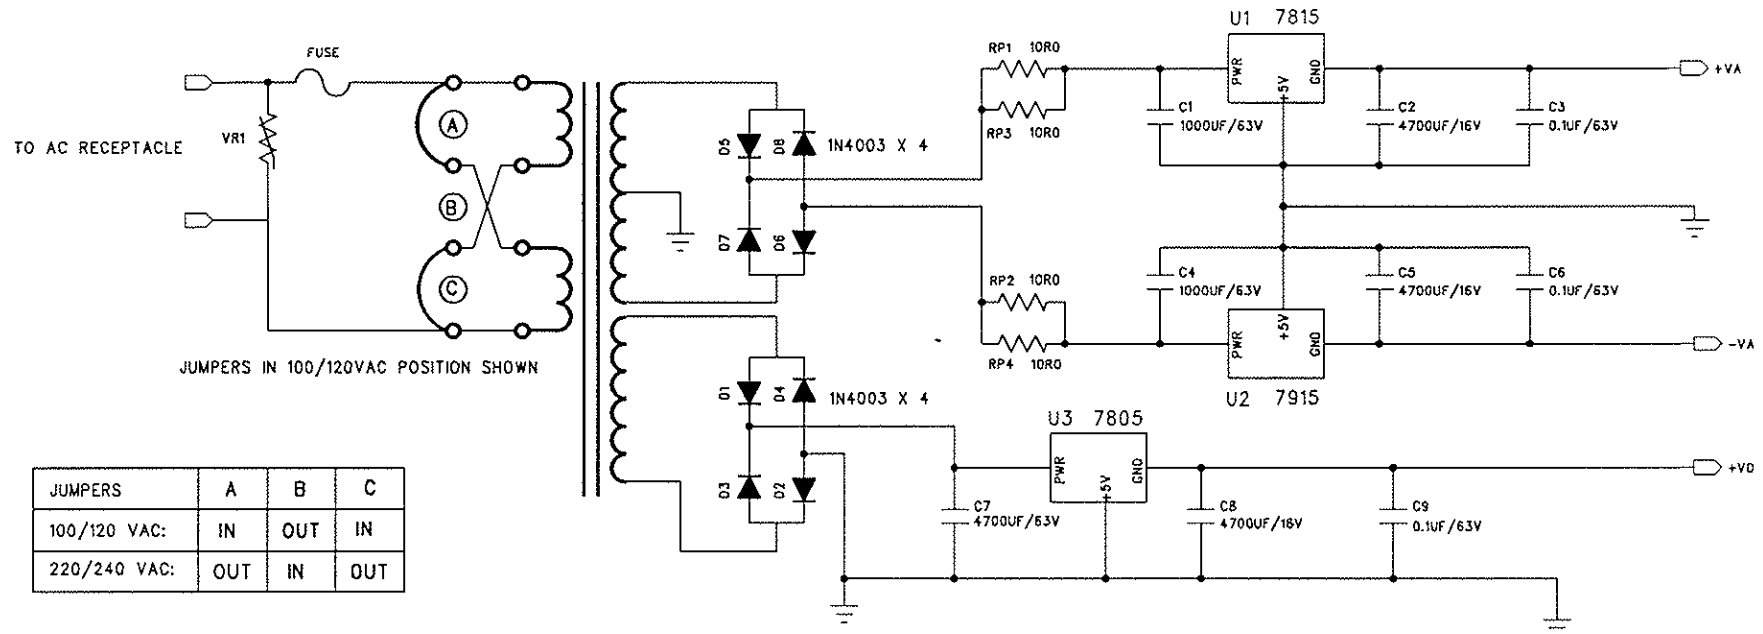 U1 7815
FUSE
RP1 10R0
PWR
+5V
GND
+VA
A
C1
1000UF/63V
C2
4700UF/16V
C3
0.1UF/63V
RP3 10R0
VR1
TO AC RECEPTACLE
D5
D8
1N4003 X 4
B
D7
D6
C
RP2 10R0
C4
1000UF/63V
C5
4700UF/16V
C6
0.1UF/63V
+5V
PWR
GND
-VA
RP4 10R0
JUMPERS IN 100/120VAC POSITION SHOWN
U2 7915
D1
D4
1N4003 X 4
U3 7805
PWR
+5V
GND
+VD
D3
D2
C7
4700UF/63V
C8
4700UF/16V
C9
0.1UF/63V
JUMPERS A B C
100/120 VAC: IN OUT IN
220/240 VAC: OUT IN OUT